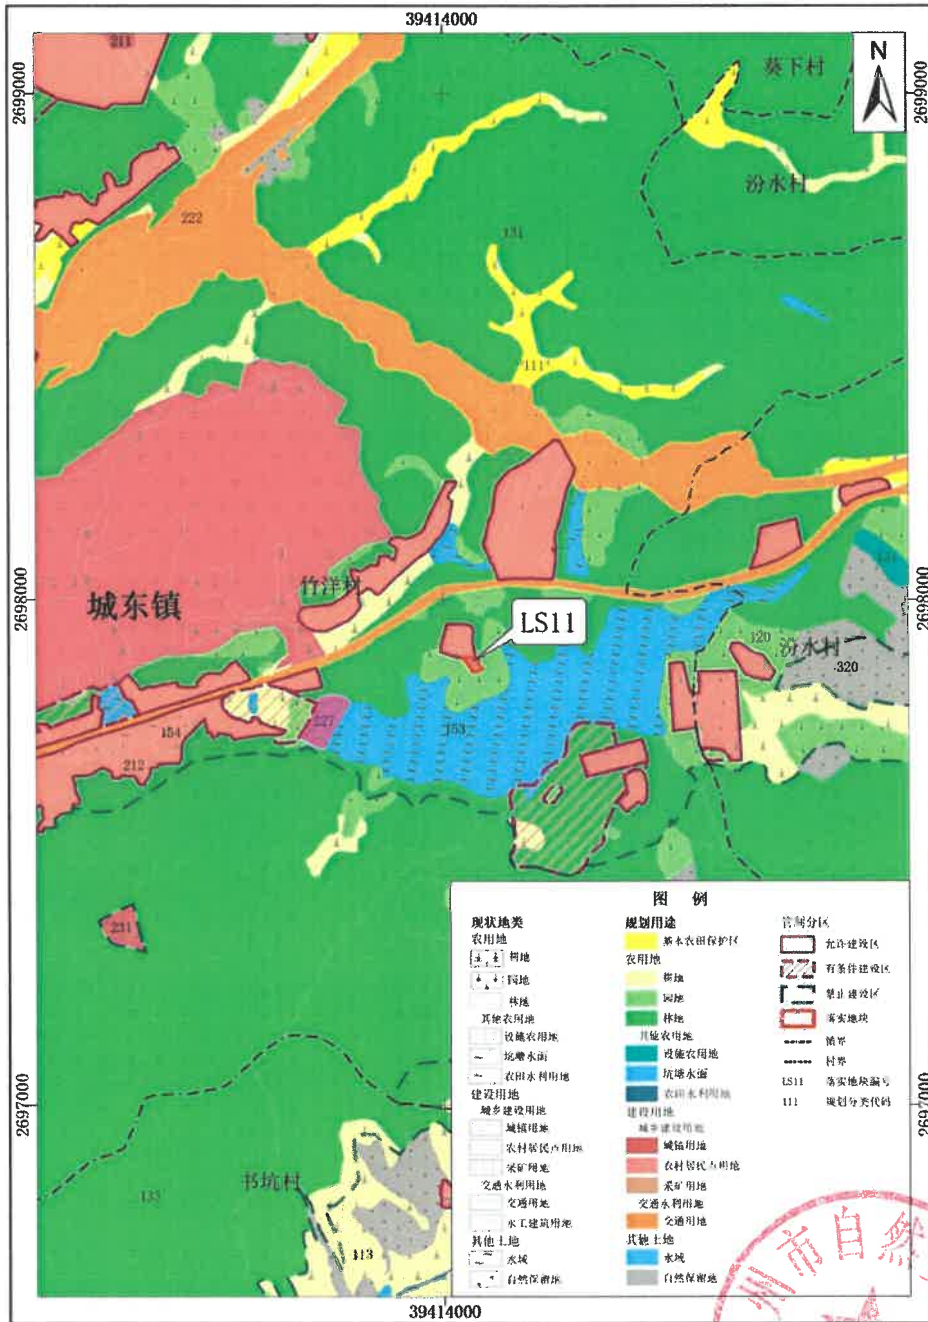 39414000
2699000
2699000
N
211
葵下村
汾水村
222
131
111
2698000
2698000
竹洋村
城东镇
LS11
120
汾水村
320
153
154
212
231
133
书坑村
113
2697000
2697000
39414000
图 例
现状地类
农用地
耕地
园地
林地
其他农用地
设施农用地
坑塘水面
农田水利用地
建设用地
城乡建设用地
城镇用地
农村居民点用地
采矿用地
交通水利用地
交通用地
水工建筑用地
其他土地
水域
自然保留地
规划用途
基本农田保护区
农用地
耕地
园地
林地
其他农用地
设施农用地
坑塘水面
农田水利用地
建设用地
城乡建设用地
城镇用地
农村居民点用地
采矿用地
交通水利用地
交通用地
其他土地
水域
自然保留地
管制分区
允许建设区
有条件建设区
禁止建设区
落实地块
镇界
村界
LS11 落实地块编号
111 规划分类代码
州市自然